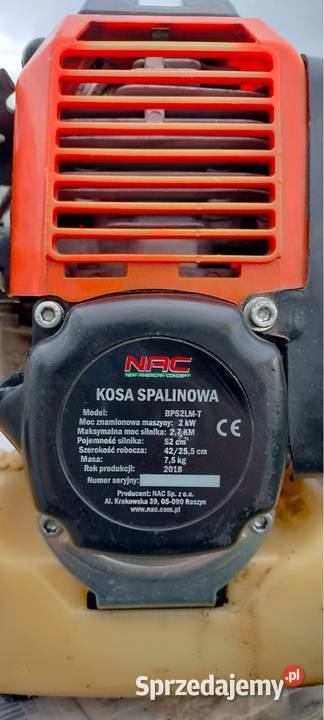 NAC
NEW AMERICAN CONCEPT
KOSA SPALINOWA
Model: BP52LM-T
Moc znamionowa maszyny: 2 kW
Maksymalna moc silnika: 2,7 KM
Pojemność silnika: 52 cm³
Szerokość robocza: 42/25,5 cm
Masa: 7,5 kg
Rok produkcji: 2018
Numer seryjny:
CE
Producent: NAC Sp. z o.o.
Al. Krakowska 39, 05-090 Raszyn
www.nac.com.pl
Sprzedajemy.pl